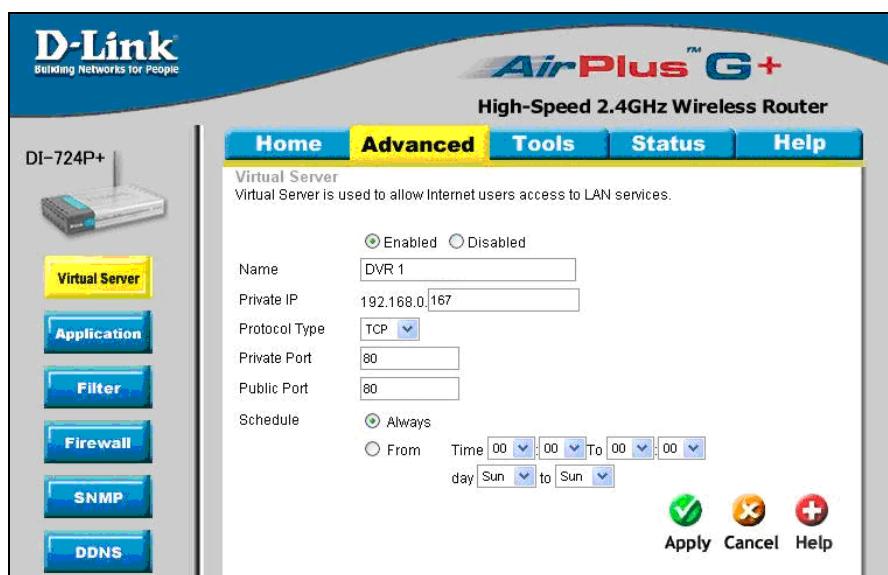 D-Link
Building Networks for People
AirPlus™ G+
High-Speed 2.4GHz Wireless Router
DI-724P+
Home Advanced Tools Status Help
Virtual Server
Virtual Server is used to allow Internet users access to LAN services.
Enabled Disabled
Name DVR 1
Private IP 192.168.0. 167
Protocol Type TCP
Private Port 80
Public Port 80
Schedule Always
From Time 00 : 00 To 00 : 00
day Sun to Sun
Apply Cancel Help
Virtual Server
Application
Filter
Firewall
SNMP
DDNS